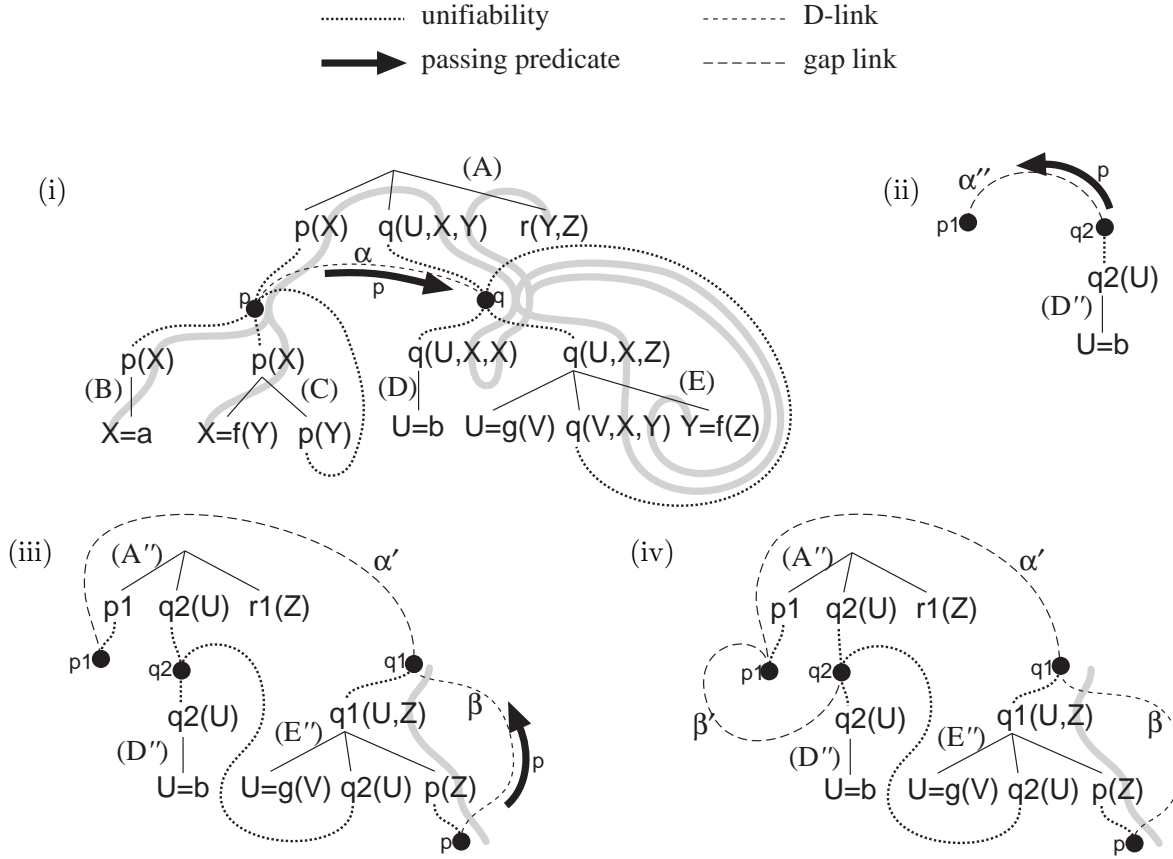 unifiability D-link
passing predicate gap link
(i) (A) (ii)
α″ p
p1 q2
p(X) q(U,X,Y) r(Y,Z)
α
p
p q
q2(U)
(D″)
U=b
p(X) p(X) q(U,X,X) q(U,X,Z)
(B) (C) (D) (E)
X=a X=f(Y) p(Y) U=b U=g(V) q(V,X,Y) Y=f(Z)
(iii) (A″) α′
p1 q2(U) r1(Z)
p1 q2 q1
β
q2(U) q1(U,Z)
(D″) (E″)
p
U=b U=g(V) q2(U) p(Z)
p
(iv) (A″) α′
p1 q2(U) r1(Z)
p1 q2 q1
β′ q2(U) q1(U,Z) β
(D″) (E″)
U=b U=g(V) q2(U) p(Z)
p